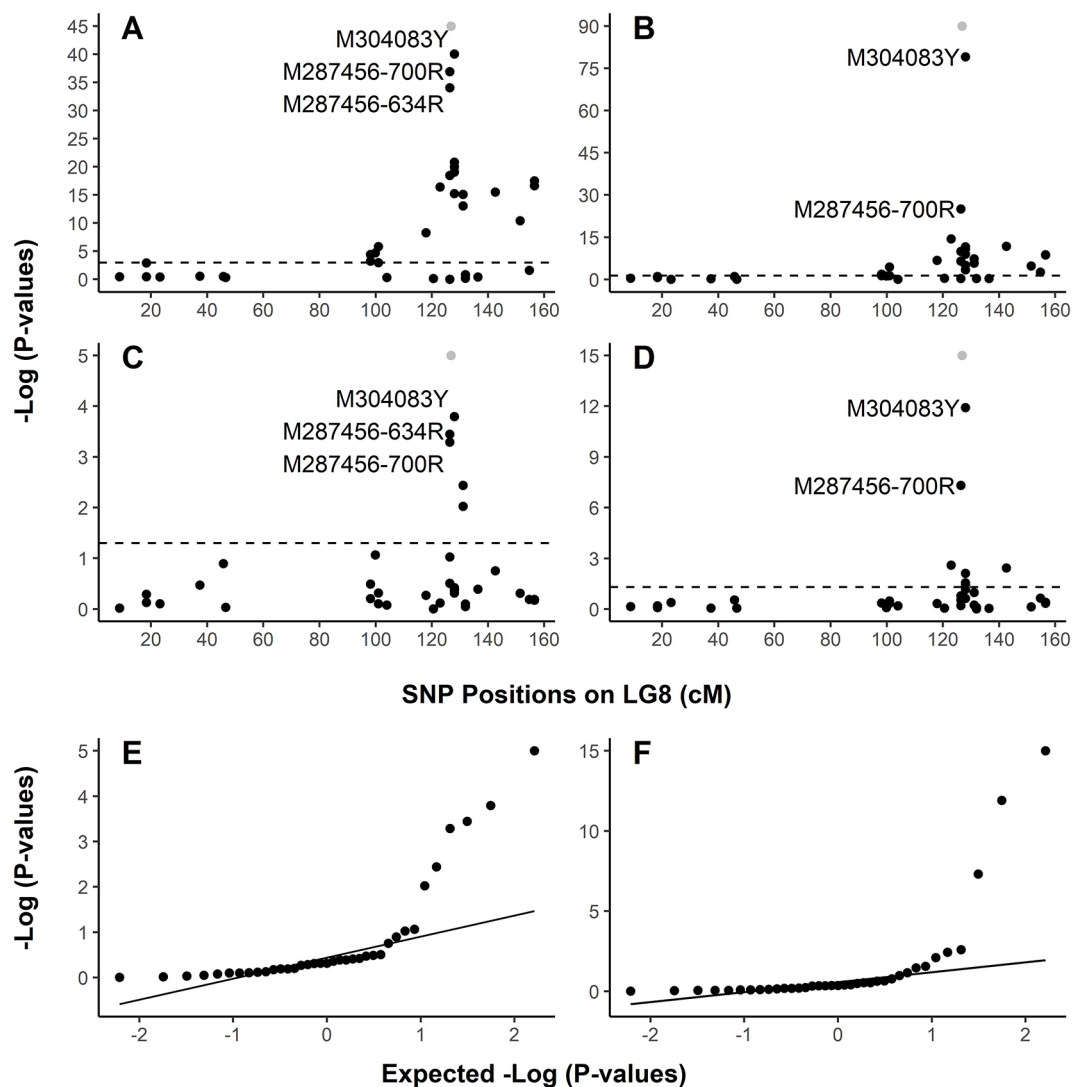 A
B
45
40
35
30
25
20
15
10
5
0
M304083Y
M287456-700R
M287456-634R
20 40 60 80 100 120 140 160
90
75
60
45
30
15
0
M304083Y
M287456-700R
20 40 60 80 100 120 140 160
-Log (P-values)
C
D
5
4
3
2
1
0
M304083Y
M287456-634R
M287456-700R
20 40 60 80 100 120 140 160
15
12
9
6
3
0
M304083Y
M287456-700R
20 40 60 80 100 120 140 160
SNP Positions on LG8 (cM)
E
F
5
4
3
2
1
0
-2 -1 0 1 2
15
10
5
0
-2 -1 0 1 2
-Log (P-values)
Expected -Log (P-values)